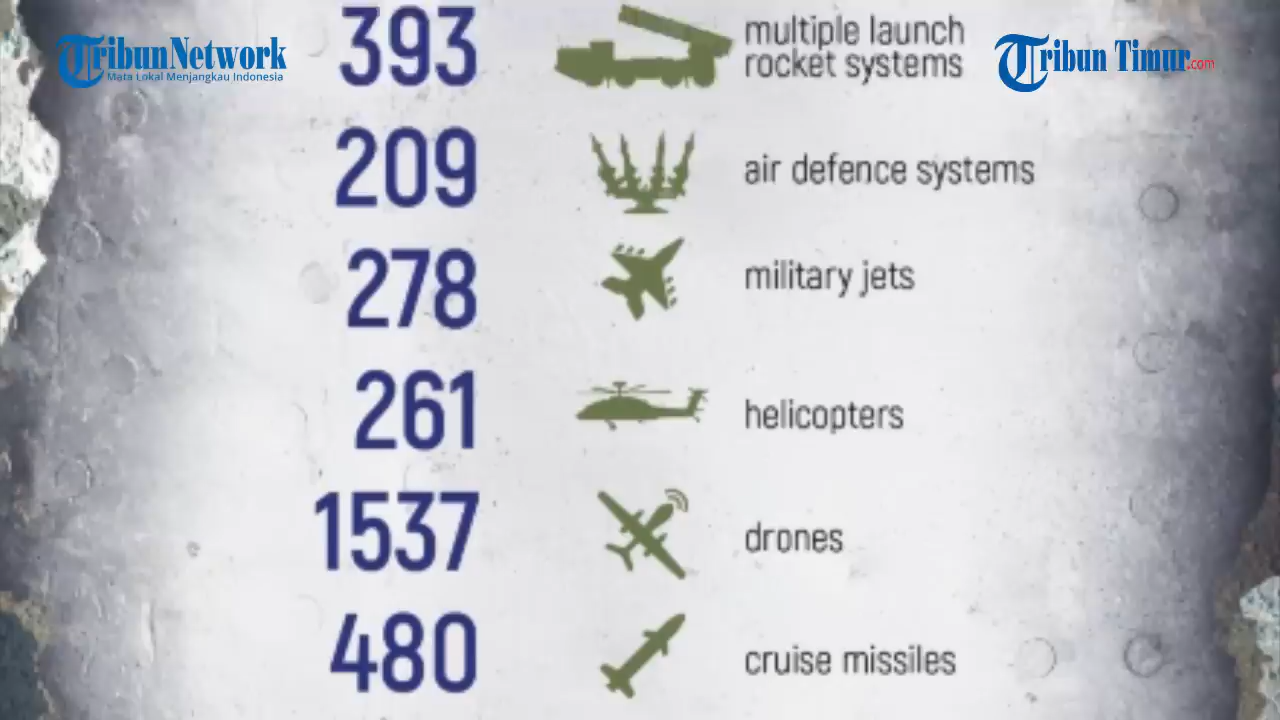 TribunNetwork
Mata Lokal Menjangkau Indonesia
Tribun Timur.com
393
multiple launch
rocket systems
209
air defence systems
278
military jets
261
helicopters
1537
drones
480
cruise missiles